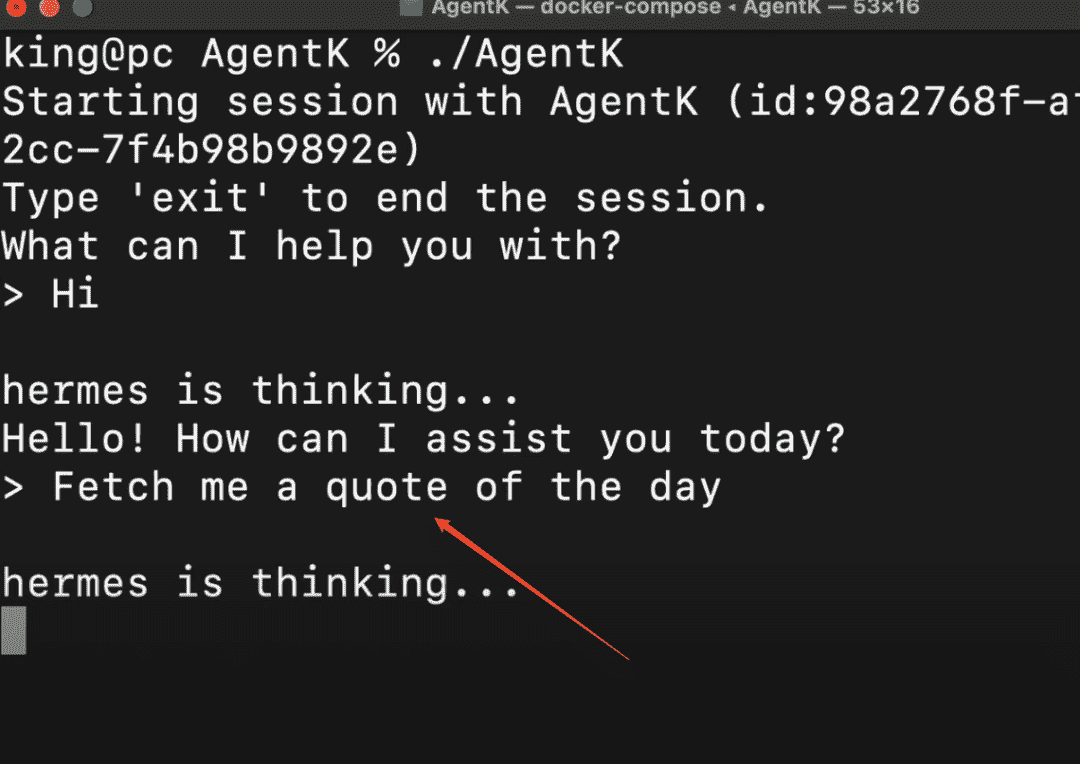 AgentK — docker-compose ◂ AgentK — 53×16
king@pc AgentK % ./AgentK
Starting session with AgentK (id:98a2768f-a
2cc-7f4b98b9892e)
Type 'exit' to end the session.
What can I help you with?
> Hi
hermes is thinking...
Hello! How can I assist you today?
> Fetch me a quote of the day
hermes is thinking...